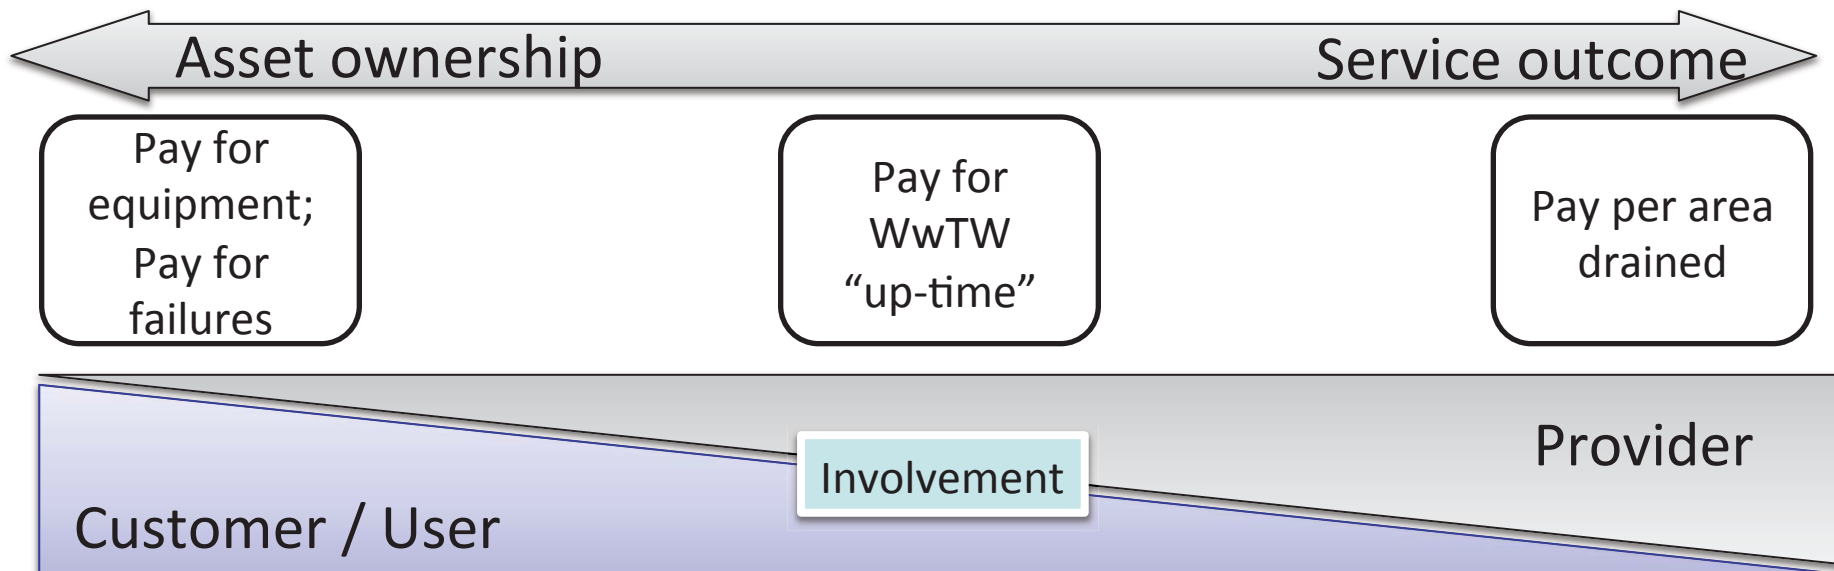 Asset ownership
Service outcome
Pay for
equipment;
Pay for
failures
Pay for
WwTW
“up-time”
Pay per area
drained
Provider
Involvement
Customer / User